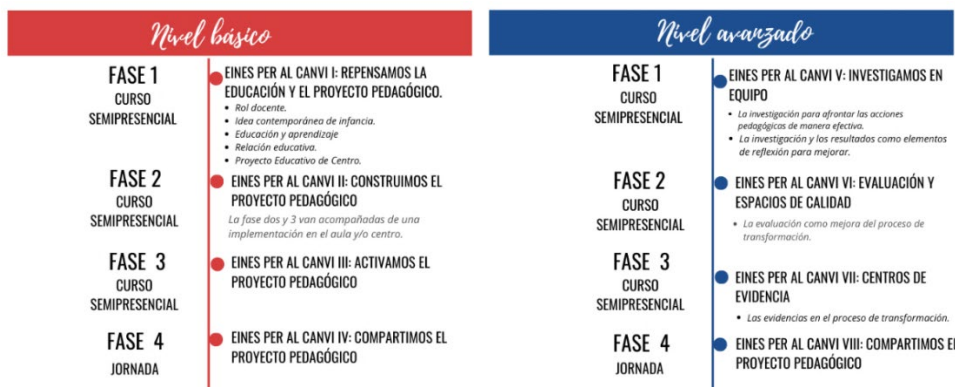 Nivel básico
FASE 1
CURSO
SEMIPRESENCIAL
EINES PER AL CANVI I: REPENSAMOS LA
EDUCACIÓN Y EL PROYECTO PEDAGÓGICO.
• Rol docente.
• Idea contemporánea de infancia.
• Educación y aprendizaje
• Relación educativa.
• Proyecto Educativo de Centro.
FASE 2
CURSO
SEMIPRESENCIAL
EINES PER AL CANVI II: CONSTRUIMOS EL
PROYECTO PEDAGÓGICO
La fase dos y 3 van acompañadas de una
implementación en el aula y/o centro.
FASE 3
CURSO
SEMIPRESENCIAL
EINES PER AL CANVI III: ACTIVAMOS EL
PROYECTO PEDAGÓGICO
FASE 4
JORNADA
EINES PER AL CANVI IV: COMPARTIMOS EL
PROYECTO PEDAGÓGICO
Nivel avanzado
FASE 1
CURSO
SEMIPRESENCIAL
EINES PER AL CANVI V: INVESTIGAMOS EN
EQUIPO
• La investigación para afrontar las acciones
pedagógicas de manera efectiva.
• La investigación y los resultados como elementos
de reflexión para mejorar.
FASE 2
CURSO
SEMIPRESENCIAL
EINES PER AL CANVI VI: EVALUACIÓN Y
ESPACIOS DE CALIDAD
• La evaluación como mejora del proceso de
transformación.
FASE 3
CURSO
SEMIPRESENCIAL
EINES PER AL CANVI VII: CENTROS DE
EVIDENCIA
• Las evidencias en el proceso de transformación.
FASE 4
JORNADA
EINES PER AL CANVI VIII: COMPARTIMOS EL
PROYECTO PEDAGÓGICO